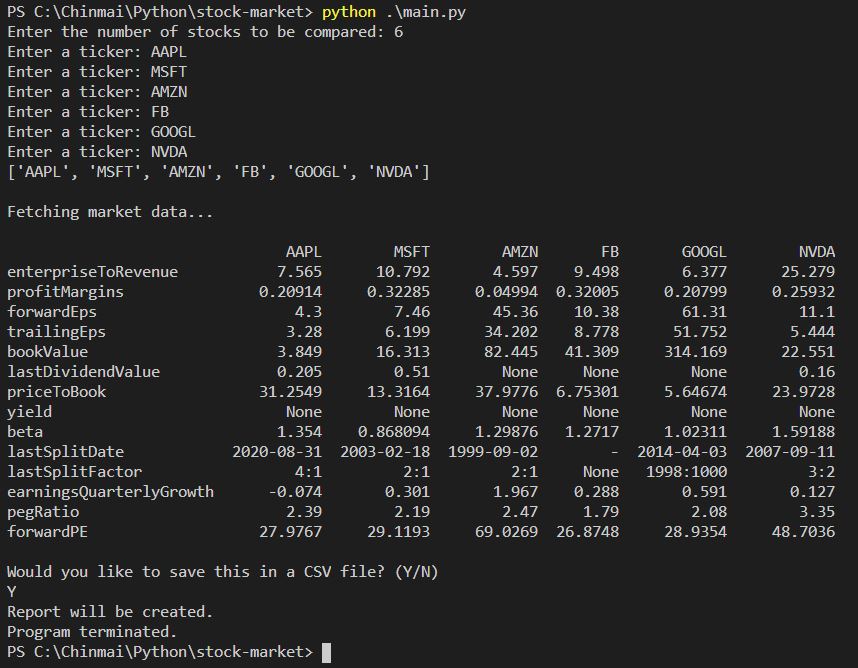 PS C:\Chinmai\Python\stock-market> python .\main.py
Enter the number of stocks to be compared: 6
Enter a ticker: AAPL
Enter a ticker: MSFT
Enter a ticker: AMZN
Enter a ticker: FB
Enter a ticker: GOOGL
Enter a ticker: NVDA
['AAPL', 'MSFT', 'AMZN', 'FB', 'GOOGL', 'NVDA']
Fetching market data...
AAPL MSFT AMZN FB GOOGL NVDA
enterpriseToRevenue 7.565 10.792 4.597 9.498 6.377 25.279
profitMargins 0.20914 0.32285 0.04994 0.32005 0.20799 0.25932
forwardEps 4.3 7.46 45.36 10.38 61.31 11.1
trailingEps 3.28 6.199 34.202 8.778 51.752 5.444
bookValue 3.849 16.313 82.445 41.309 314.169 22.551
lastDividendValue 0.205 0.51 None None None 0.16
priceToBook 31.2549 13.3164 37.9776 6.75301 5.64674 23.9728
yield None None None None None None
beta 1.354 0.868094 1.29876 1.2717 1.02311 1.59188
lastSplitDate 2020-08-31 2003-02-18 1999-09-02 - 2014-04-03 2007-09-11
lastSplitFactor 4:1 2:1 2:1 None 1998:1000 3:2
earningsQuarterlyGrowth -0.074 0.301 1.967 0.288 0.591 0.127
pegRatio 2.39 2.19 2.47 1.79 2.08 3.35
forwardPE 27.9767 29.1193 69.0269 26.8748 28.9354 48.7036
Would you like to save this in a CSV file? (Y/N)
Y
Report will be created.
Program terminated.
PS C:\Chinmai\Python\stock-market>